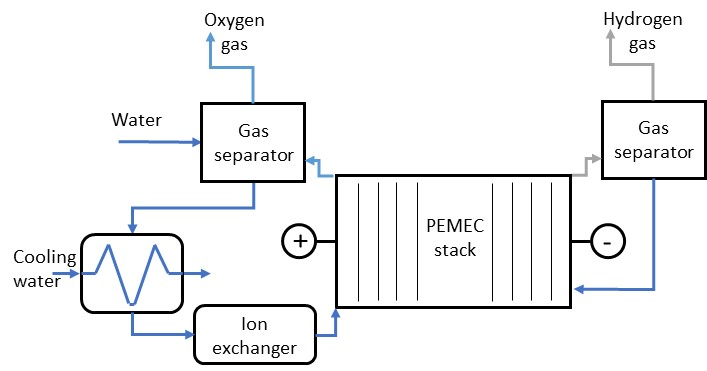 Oxygen
gas
Hydrogen
gas
Water
Gas
separator
Gas
separator
+
PEMEC
stack
-
Cooling
water
Ion
exchanger